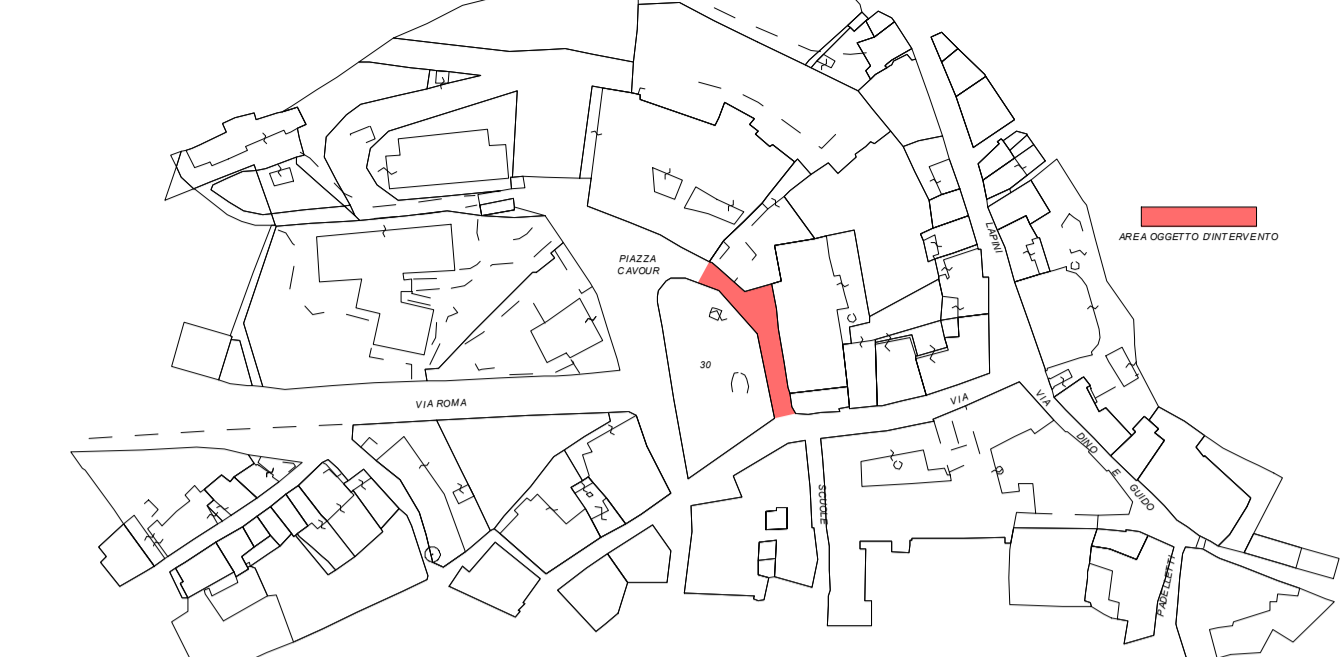 LAPINI
AREA OGGETTO D'INTERVENTO
PIAZZA
CAVOUR
30
VIA ROMA
VIA
VIA
DINO
E
GUIDO
SCUOLE
PADELLETTI